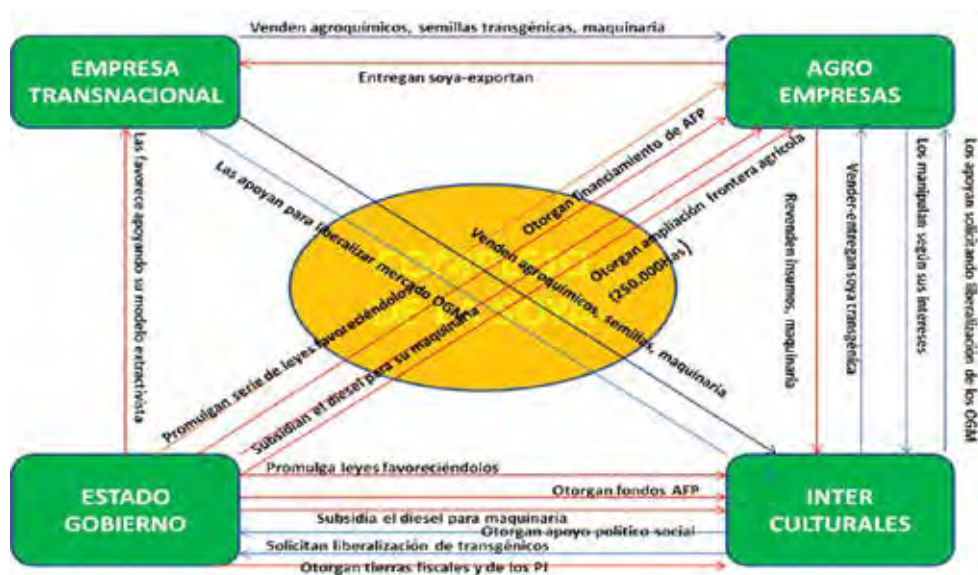 Venden agroquímicos, semillas transgénicas, maquinaria
EMPRESA
TRANSNACIONAL
Entregan soya-exportan
AGRO
EMPRESAS
Las favorece apoyando su modelo extractivista
Las apoyan para liberalizar mercado OGM
Otorgan financiamiento de AFP
Venden agroquímicos, semillas, maquinaria
Otorgan ampliación frontera agrícola
(250.000has)
Promulgan serie de leyes favoreciéndolos
Subsidian el diesel para su maquinaria
Revenden insumos, maquinaria
Vender-entregan soya transgénica
Los manipulan según sus intereses
Los apoyan solicitando liberalización de los OGM
ESTADO
GOBIERNO
Promulga leyes favoreciéndolos
Otorgan fondos AFP
Subsidia el diesel para maquinaria
Otorgan apoyo político-social
Solicitan liberalización de transgénicos
Otorgan tierras fiscales y de los PI
INTER
CULTURALES